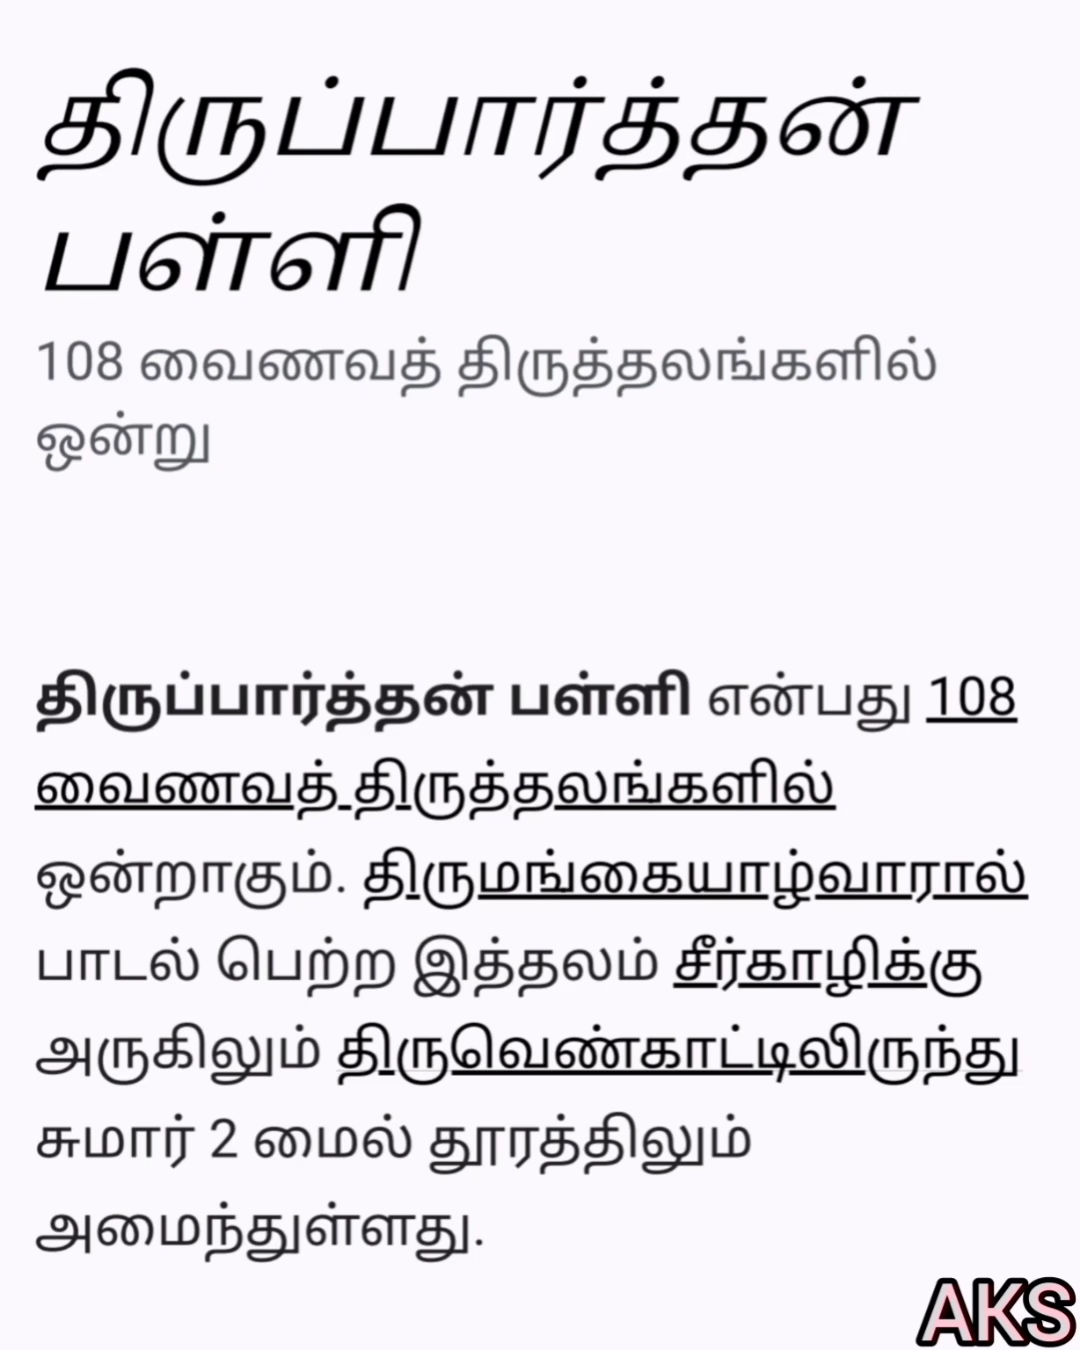 திருப்பார்த்தன்
பள்ளி
108 வைணவத் திருத்தலங்களில்
ஒன்று
திருப்பார்த்தன் பள்ளி என்பது 108
வைணவத் திருத்தலங்களில்
ஒன்றாகும். திருமங்கையாழ்வாரால்
பாடல் பெற்ற இத்தலம் சீர்காழிக்கு
அருகிலும் திருவெண்காட்டிலிருந்து
சுமார் 2 மைல் தூரத்திலும்
அமைந்துள்ளது.
AKS